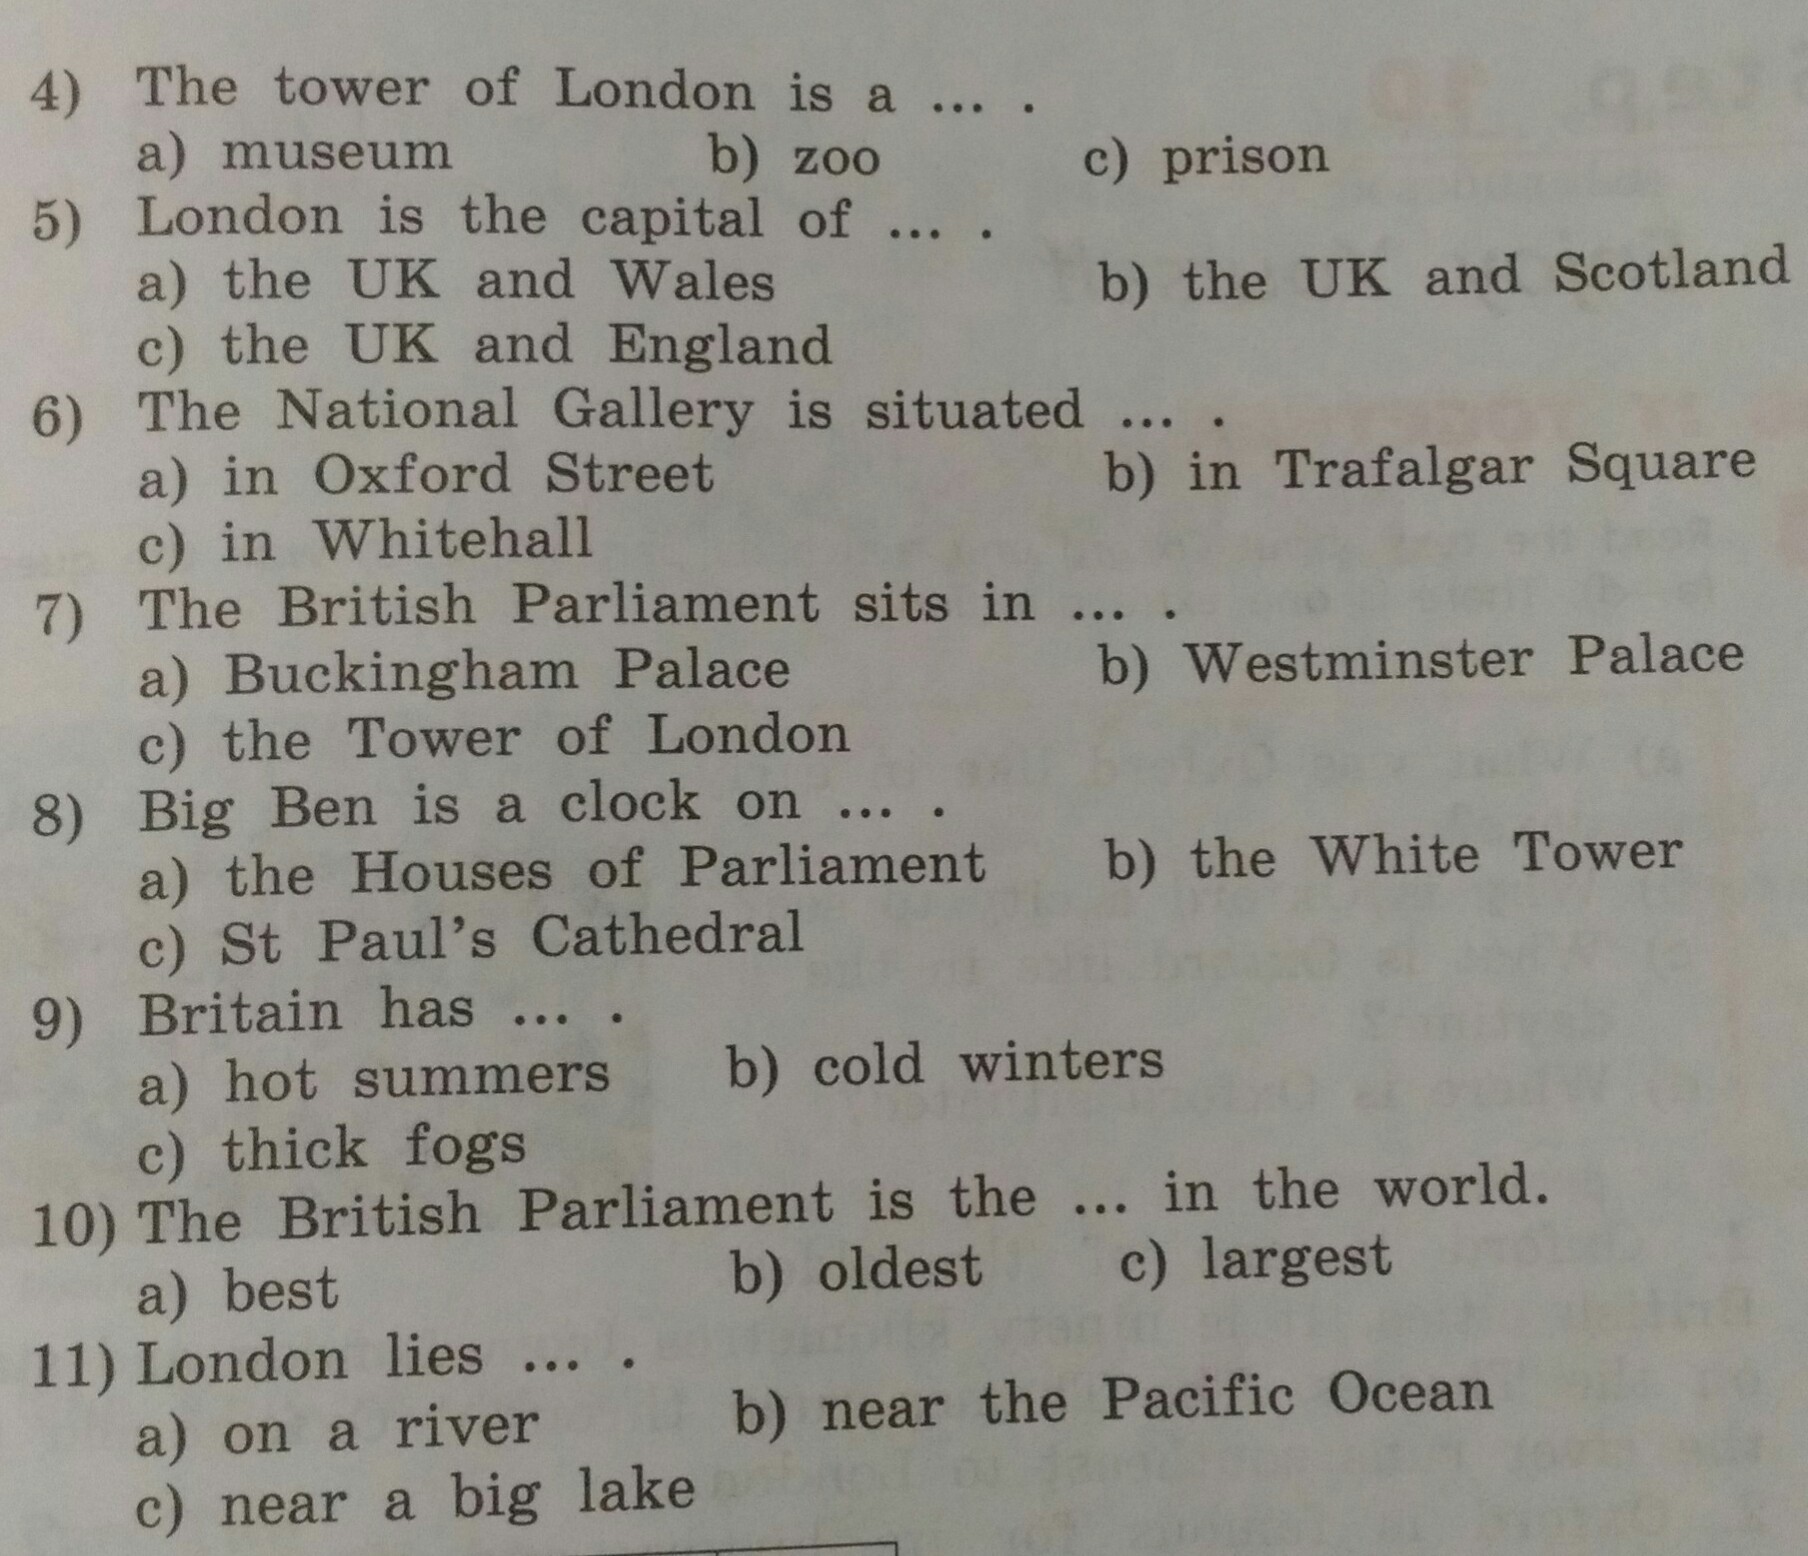 4) The tower of London is a ... .
a) museum b) zoo c) prison
5) London is the capital of ... .
a) the UK and Wales b) the UK and Scotland
c) the UK and England
6) The National Gallery is situated ... .
a) in Oxford Street b) in Trafalgar Square
c) in Whitehall
7) The British Parliament sits in ... .
a) Buckingham Palace b) Westminster Palace
c) the Tower of London
8) Big Ben is a clock on ... .
a) the Houses of Parliament b) the White Tower
c) St Paul's Cathedral
9) Britain has ... .
a) hot summers b) cold winters
c) thick fogs
10) The British Parliament is the ... in the world.
a) best b) oldest c) largest
11) London lies ... .
a) on a river b) near the Pacific Ocean
c) near a big lake